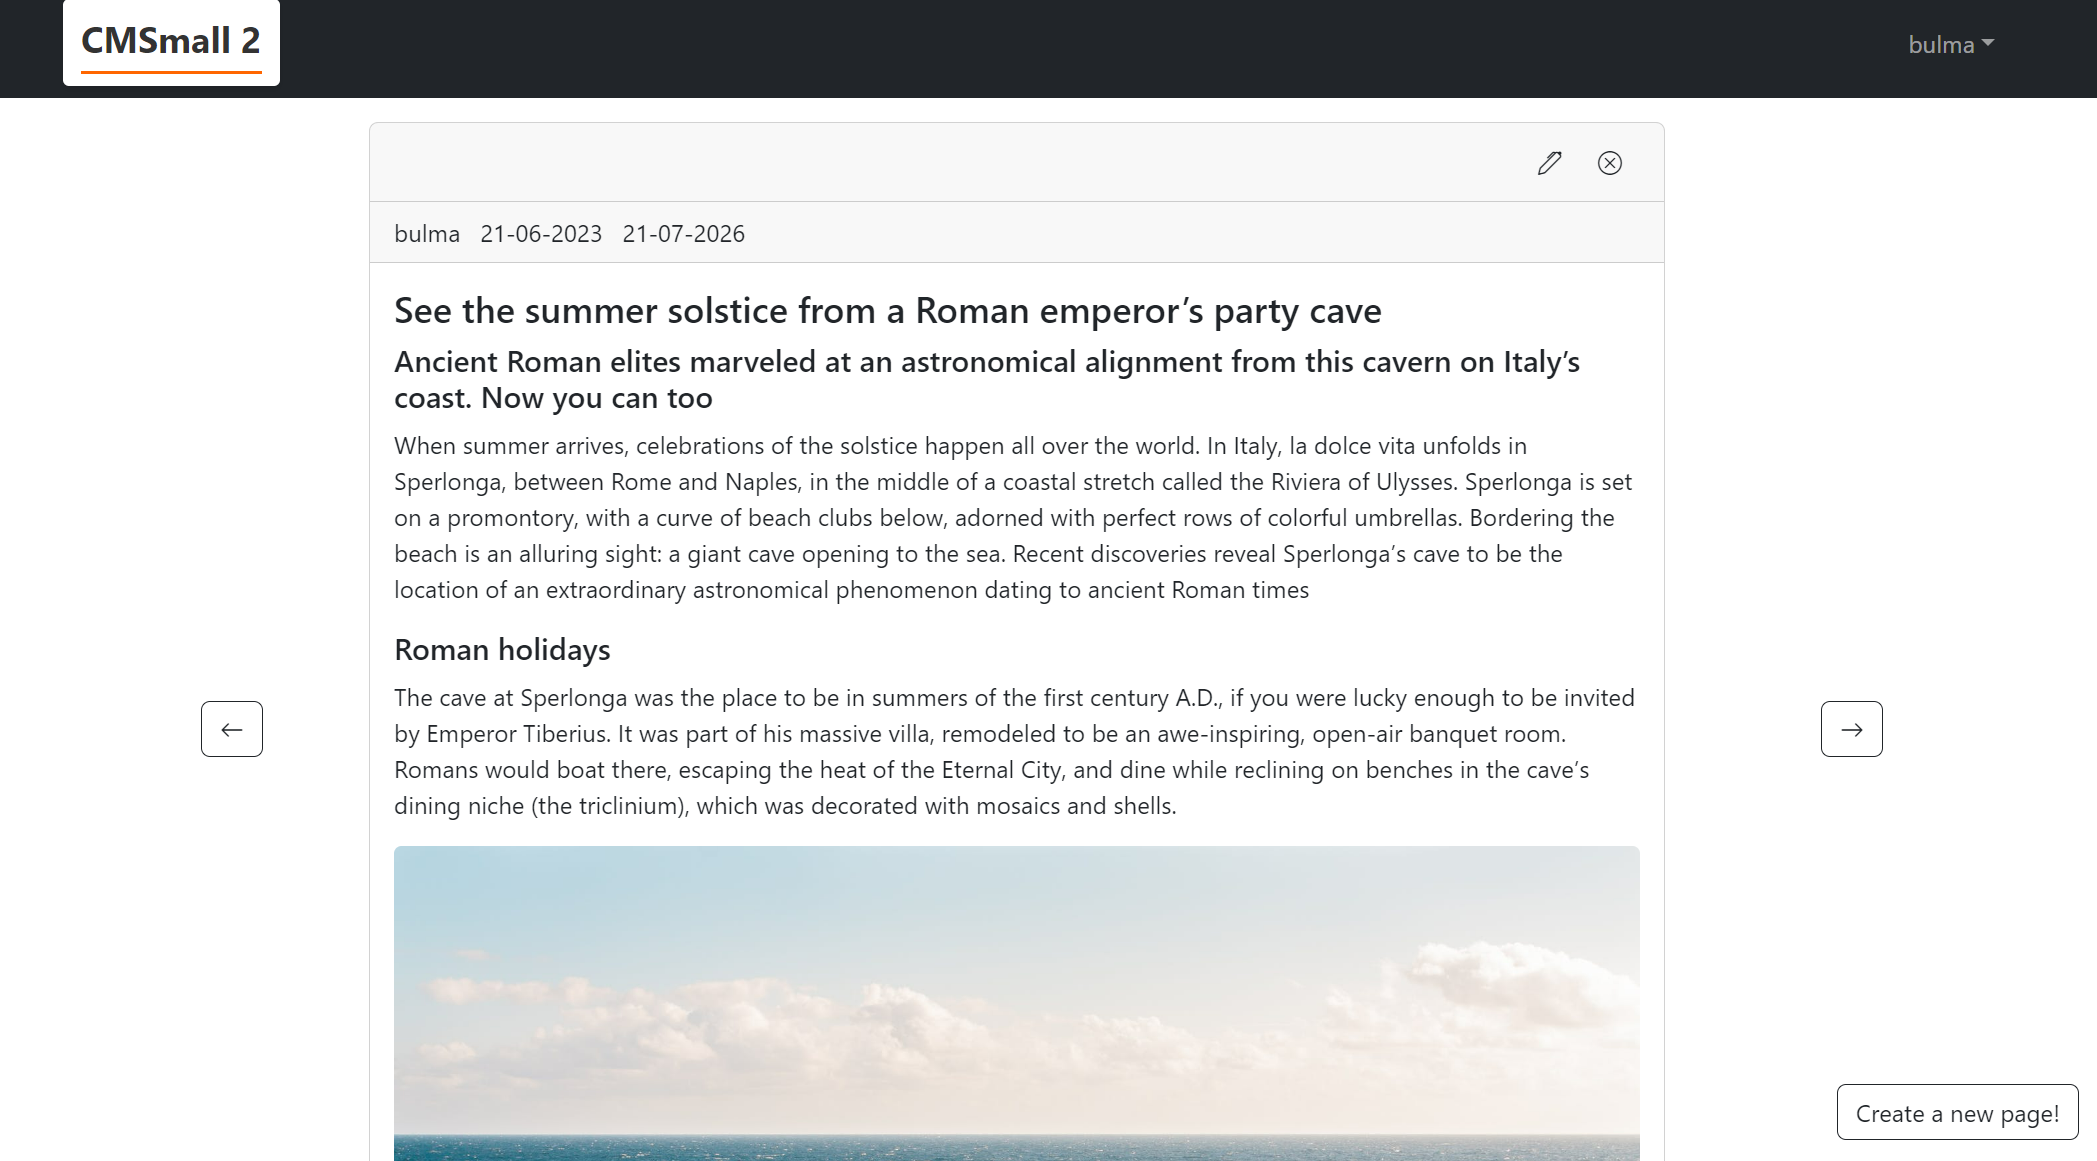 CMSmall 2
bulma
bulma 21-06-2023 21-07-2026
See the summer solstice from a Roman emperor’s party cave
Ancient Roman elites marveled at an astronomical alignment from this cavern on Italy’s
coast. Now you can too
When summer arrives, celebrations of the solstice happen all over the world. In Italy, la dolce vita unfolds in
Sperlonga, between Rome and Naples, in the middle of a coastal stretch called the Riviera of Ulysses. Sperlonga is set
on a promontory, with a curve of beach clubs below, adorned with perfect rows of colorful umbrellas. Bordering the
beach is an alluring sight: a giant cave opening to the sea. Recent discoveries reveal Sperlonga’s cave to be the
location of an extraordinary astronomical phenomenon dating to ancient Roman times
Roman holidays
The cave at Sperlonga was the place to be in summers of the first century A.D., if you were lucky enough to be invited
by Emperor Tiberius. It was part of his massive villa, remodeled to be an awe-inspiring, open-air banquet room.
Romans would boat there, escaping the heat of the Eternal City, and dine while reclining on benches in the cave’s
dining niche (the triclinium), which was decorated with mosaics and shells.
Create a new page!